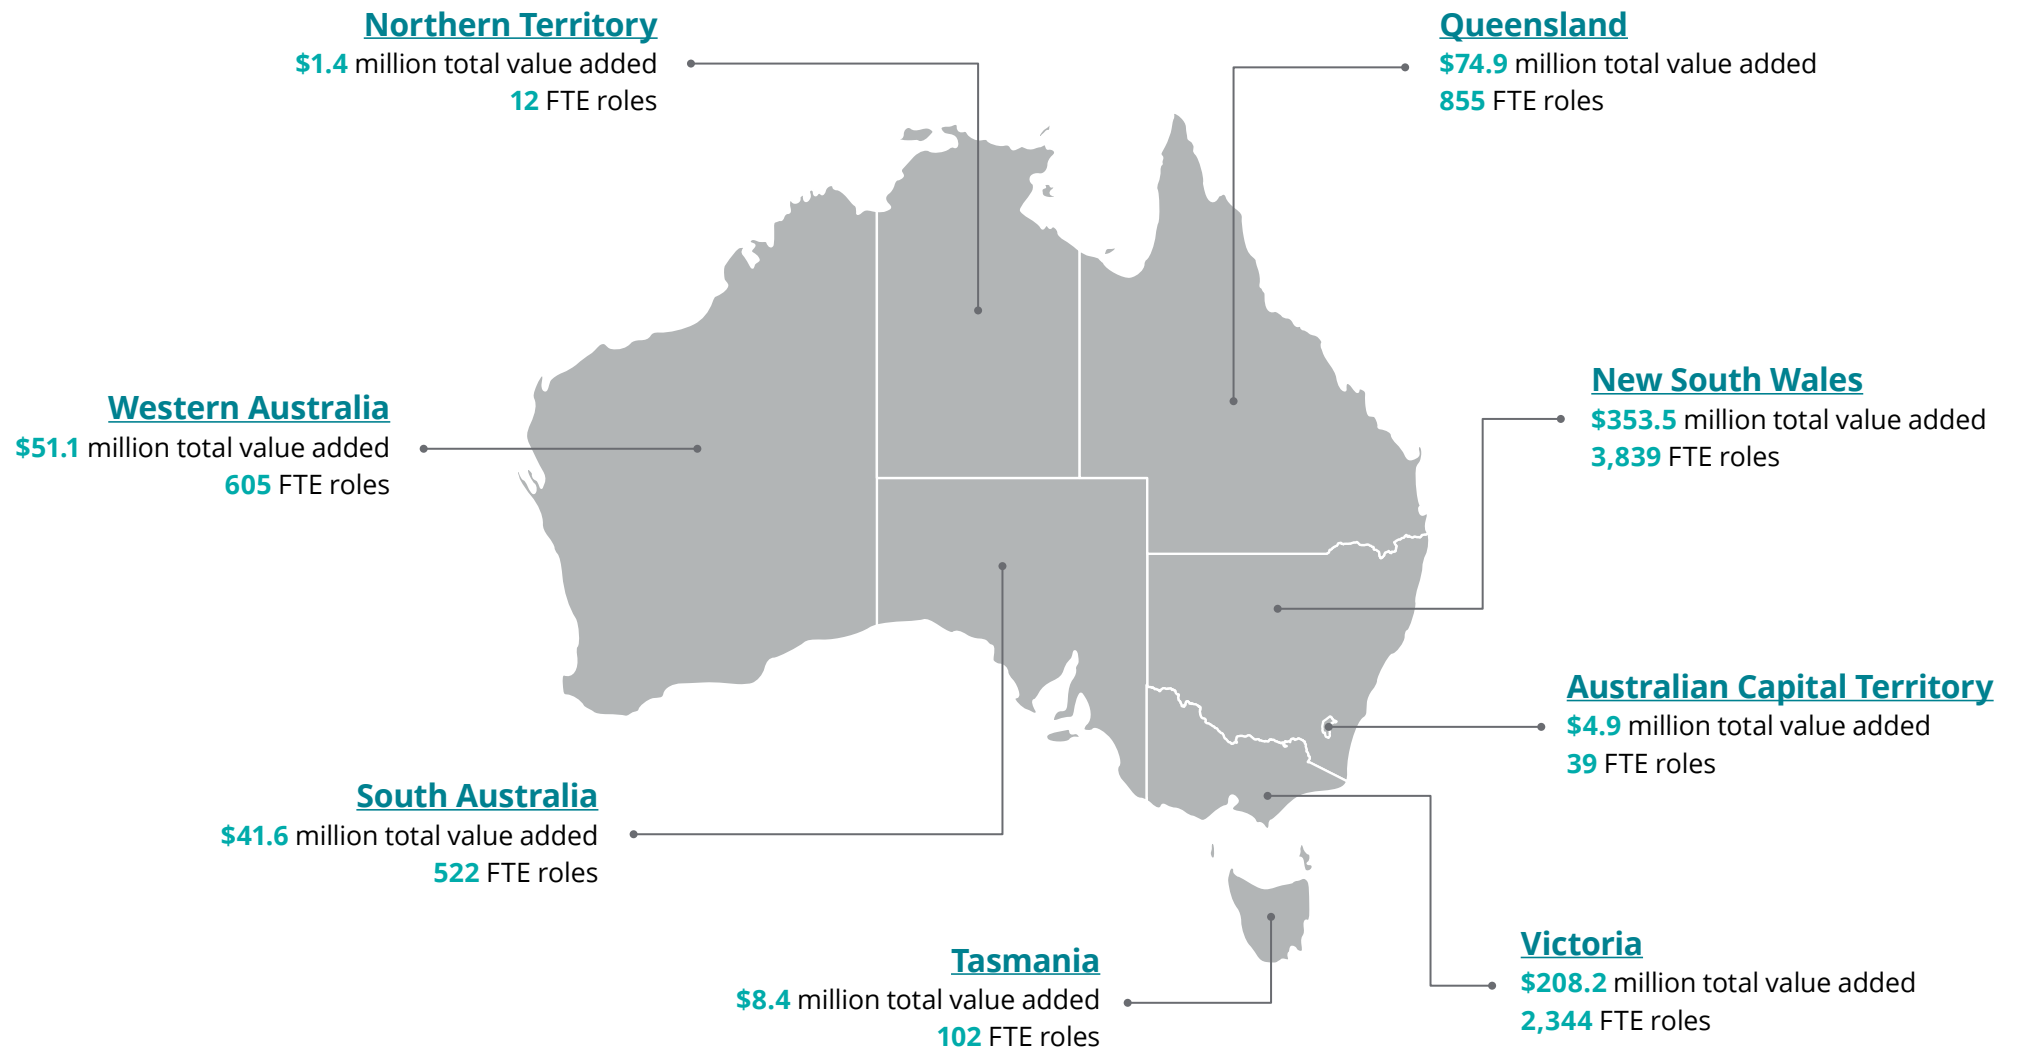 Northern Territory
$1.4 million total value added
12 FTE roles
Queensland
$74.9 million total value added
855 FTE roles
Western Australia
$51.1 million total value added
605 FTE roles
New South Wales
$353.5 million total value added
3,839 FTE roles
Australian Capital Territory
$4.9 million total value added
39 FTE roles
South Australia
$41.6 million total value added
522 FTE roles
Tasmania
$8.4 million total value added
102 FTE roles
Victoria
$208.2 million total value added
2,344 FTE roles